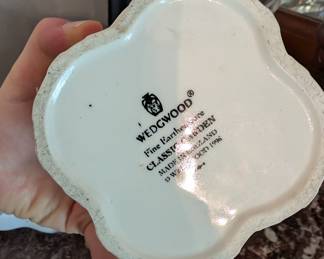 WEDGWOOD®
Fine Earthenware
CLASSIC GARDEN
MADE IN ENGLAND
WEDGWOOD 1996